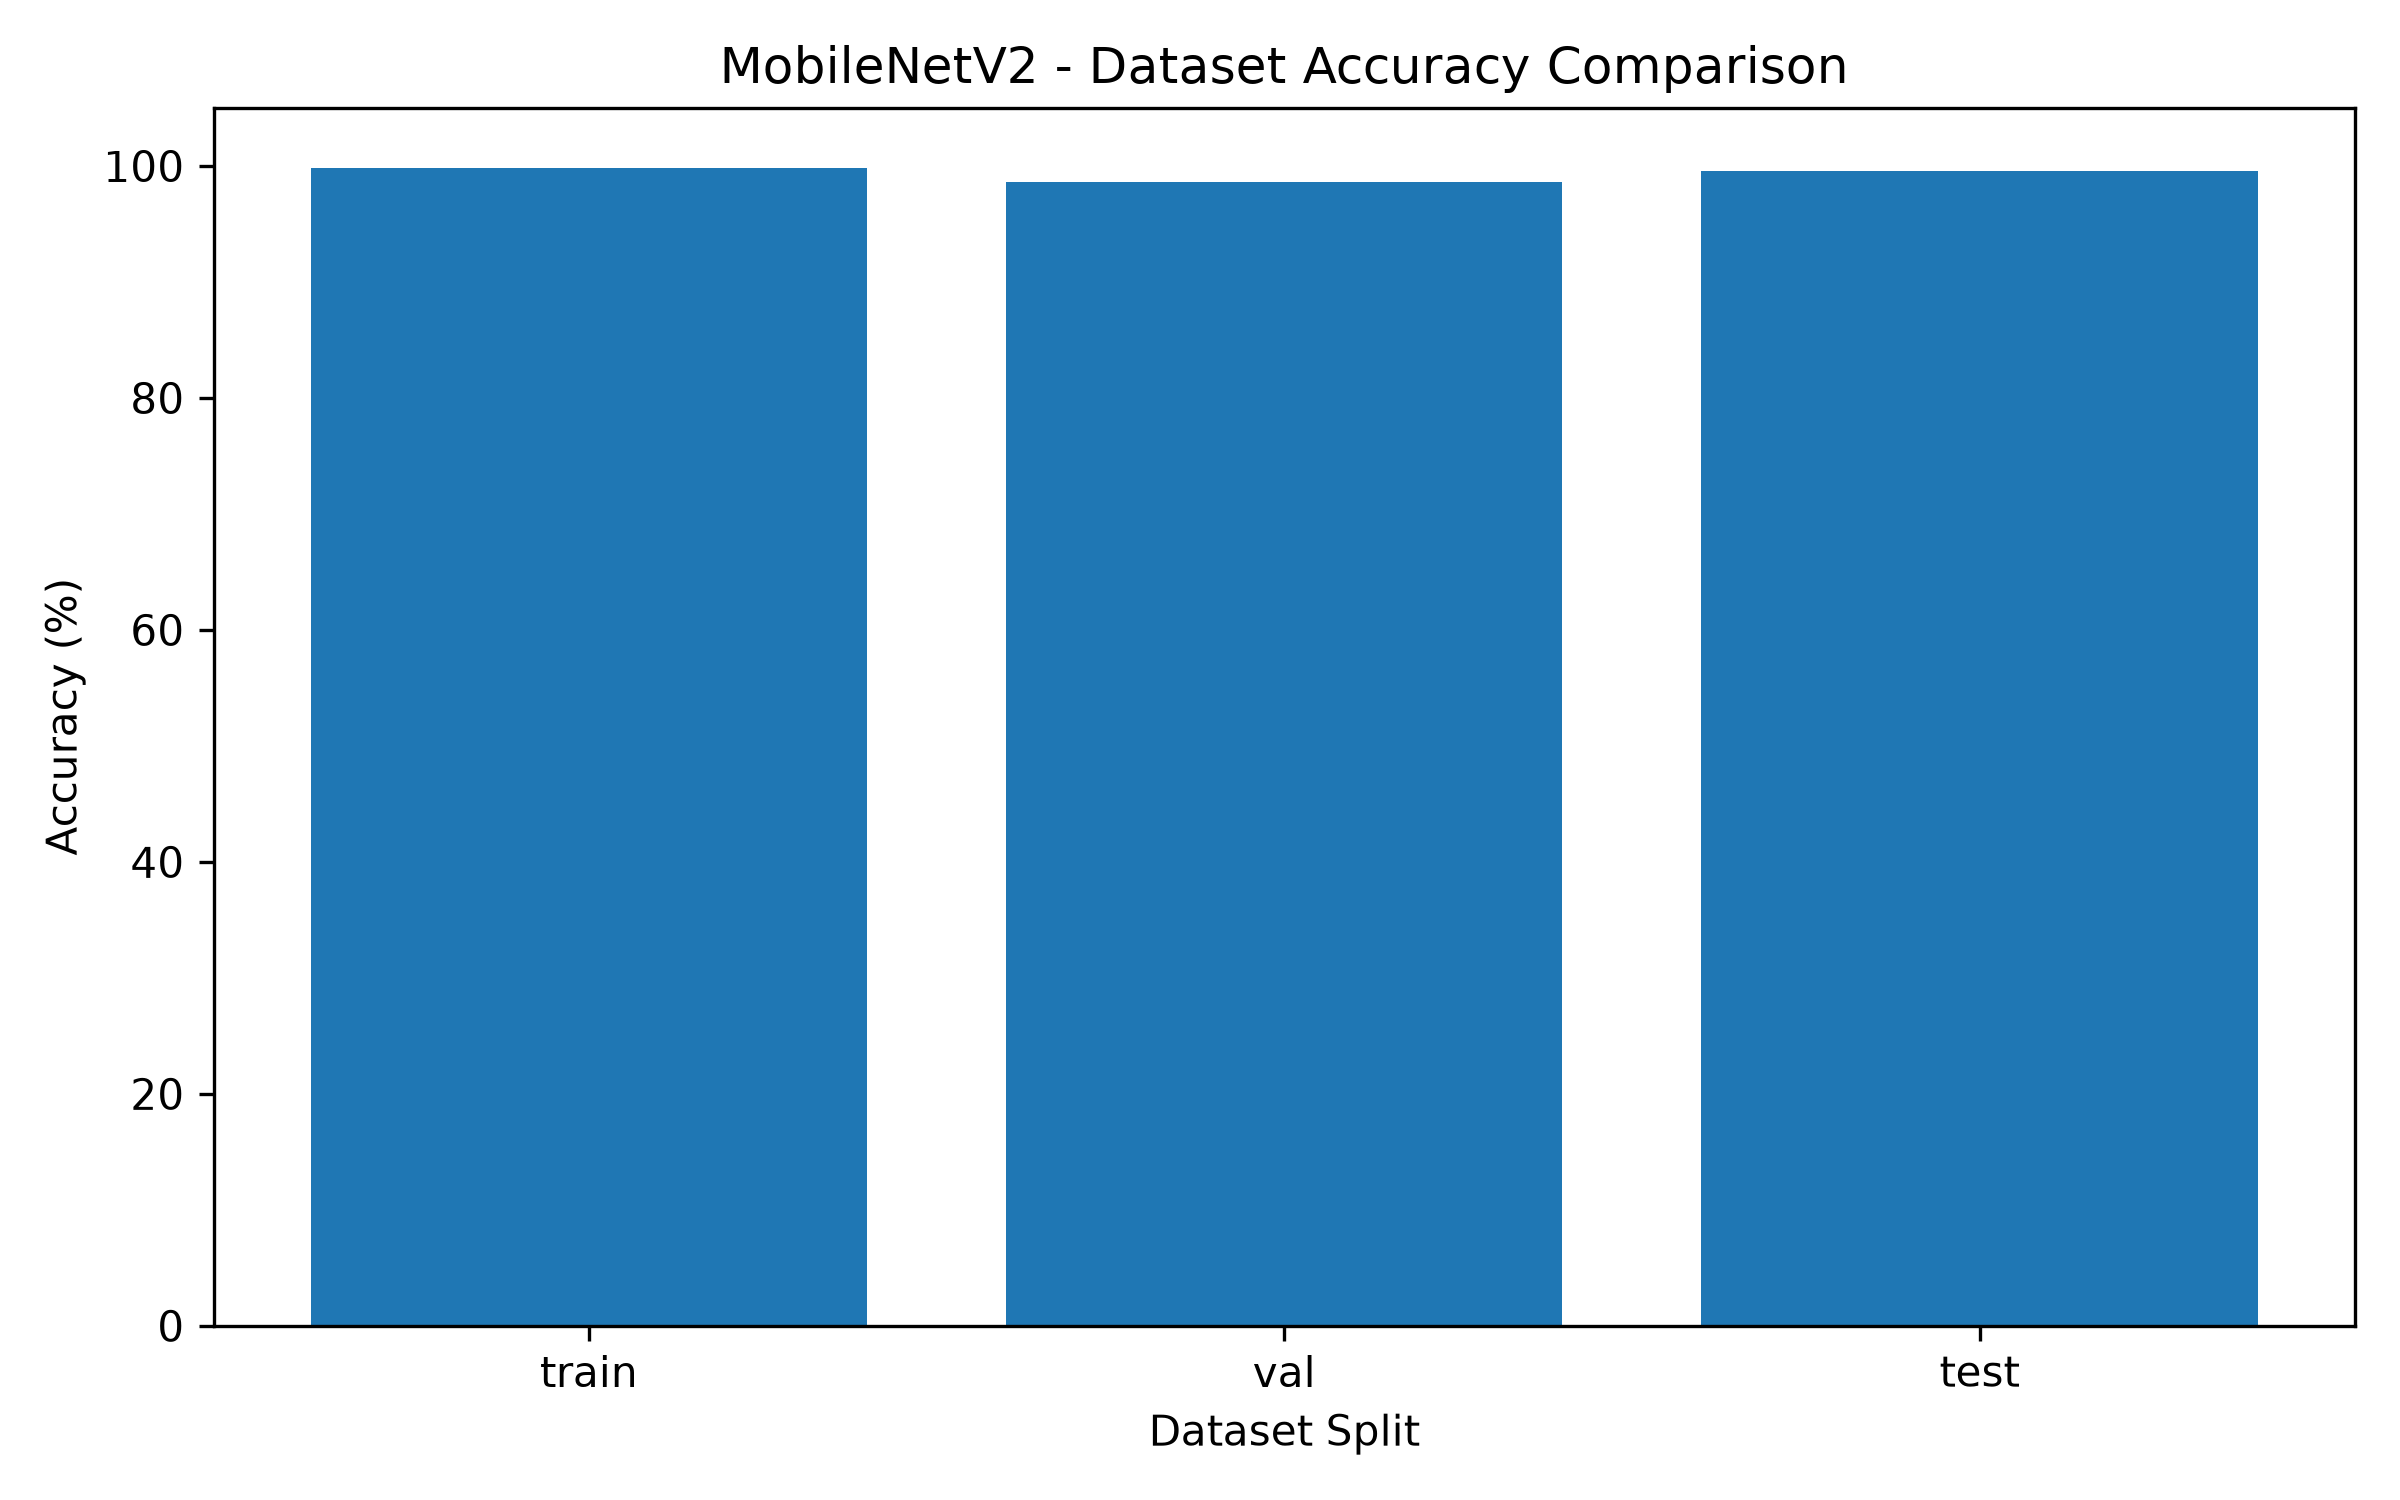 MobileNetV2 - Dataset Accuracy Comparison
Accuracy (%)
100
80
60
40
20
0
train
val
test
Dataset Split